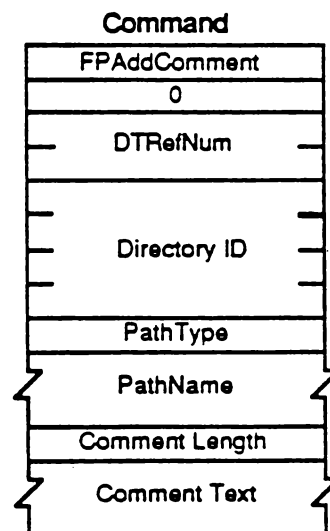 Command
FPAddComment
0
DTRefNum
Directory ID
PathType
PathName
Comment Length
Comment Text